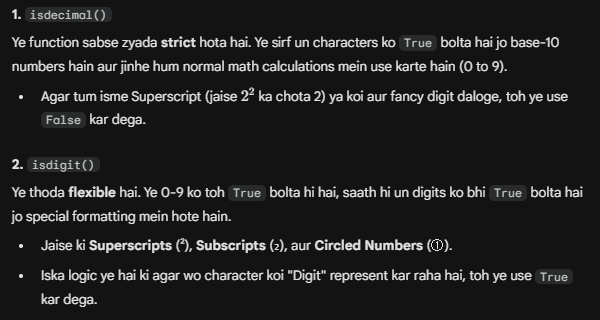 1. isdecimal()
Ye function sabse zyada strict hota hai. Ye sirf un characters ko True bolta hai jo base-10
numbers hain aur jinhe hum normal math calculations mein use karte hain (0 to 9).
• Agar tum isme Superscript (jaise 2² ka chota 2) ya koi aur fancy digit daloge, toh ye use
False kar dega.
2. isdigit()
Ye thoda flexible hai. Ye 0-9 ko toh True bolta hi hai, saath hi un digits ko bhi True bolta hai
jo special formatting mein hote hain.
• Jaise ki Superscripts (²), Subscripts (₂), aur Circled Numbers (①).
• Iska logic ye hai ki agar wo character koi "Digit" represent kar raha hai, toh ye use True
kar dega.